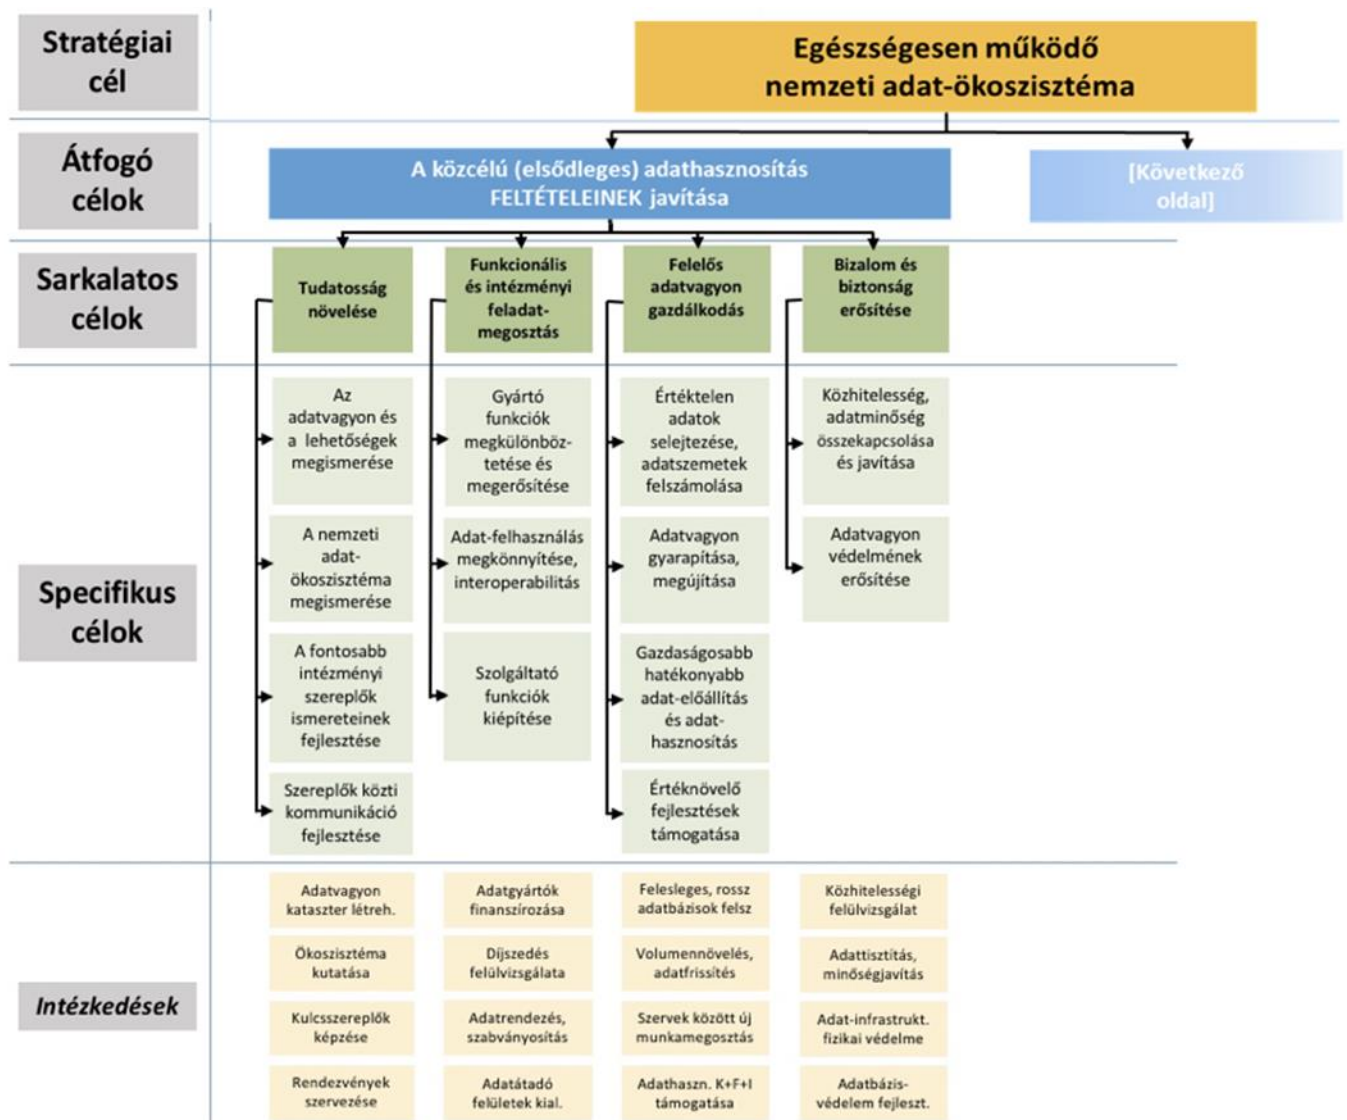 Stratégiai
cél
Egészségesen működő
nemzeti adat-ökoszisztéma
Átfogó
célok
A közcélú (elsődleges) adathasznosítás
FELTÉTELEINEK javítása
[Következő
oldal]
Sarkalatos
célok
Tudatosság
növelése
Funkcionális
és intézményi
feladat-
megosztás
Felelős
adatvagyon
gazdálkodás
Bizalom és
biztonság
erősítése
Specifikus
célok
Az
adatvagyon és
a lehetőségek
megismerése
A nemzeti
adat-
ökoszisztéma
megismerése
A fontosabb
intézményi
szereplők
ismereteinek
fejlesztése
Szereplők közti
kommunikáció
fejlesztése
Gyártó
funkciók
megkülönböz-
tetése és
megerősítése
Adat-felhasználás
megkönnyítése,
interoperabilitás
Szolgáltató
funkciók
kiépítése
Értéktelen
adatok
selejtezése,
adatszemetek
felszámolása
Adatvagyon
gyarapítása,
megújítása
Gazdaságosabb
hatékonyabb
adat-előállítás
és adat-
hasznosítás
Értéknövelő
fejlesztések
támogatása
Közhitelesség,
adatminőség
összekapcsolása
és javítása
Adatvagyon
védelmének
erősítése
Intézkedések
Adatvagyon
kataszter létreh.
Ökoszisztéma
kutatása
Kulcsszereplők
képzése
Rendezvények
szervezése
Adatgyártók
finanszírozása
Díjszedés
felülvizsgálata
Adatrendezés,
szabványosítás
Adatátadó
felületek kial.
Felesleges, rossz
adatbázisok felsz
Volumennövelés,
adatfrissítés
Szervek között új
munkamegosztás
Adathaszn. K+F+I
támogatása
Közhitelességi
felülvizsgálat
Adattisztítás,
minőségjavítás
Adat-infrastrukt.
fizikai védelme
Adatbázis-
védelem fejleszt.